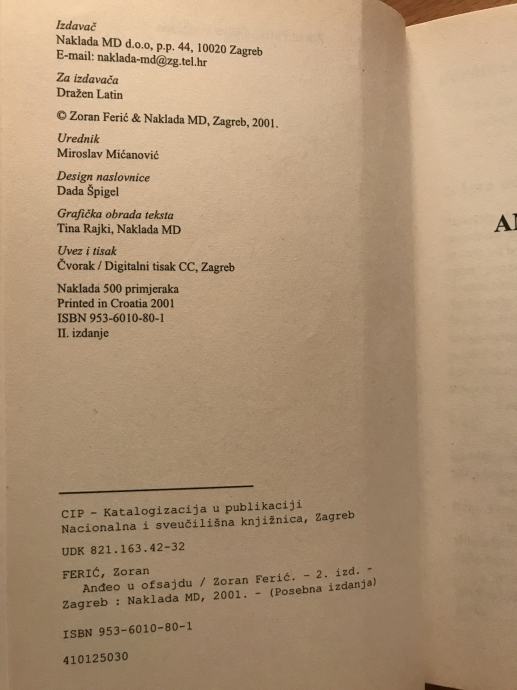 Izdavač
Naklada MD d.o.o, p.p. 44, 10020 Zagreb
E-mail: naklada-md@zg.tel.hr
Za izdavača
Dražen Latin
© Zoran Ferić & Naklada MD, Zagreb, 2001.
Urednik
Miroslav Mićanović
Design naslovnice
Dada Špigel
Grafička obrada teksta
Tina Rajki, Naklada MD
Uvez i tisak
Čvorak / Digitalni tisak CC, Zagreb
Naklada 500 primjeraka
Printed in Croatia 2001
ISBN 953-6010-80-1
II. izdanje
CIP - Katalogizacija u publikaciji
Nacionalna i sveučilišna knjižnica, Zagreb
UDK 821.163.42-32
FERIĆ, Zoran
Anđeo u ofsajdu / Zoran Ferić. - 2. izd. -
Zagreb : Naklada MD, 2001. - (Posebna izdanja)
ISBN 953-6010-80-1
410125030